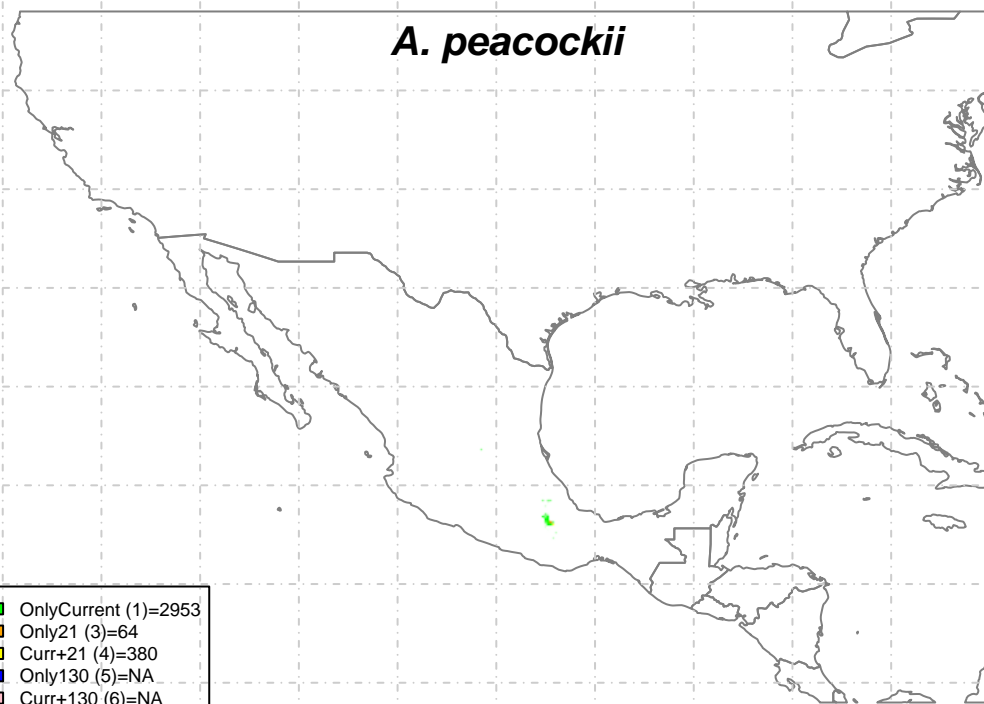 A. peacockii
OnlyCurrent (1)=2953
Only21 (3)=64
Curr+21 (4)=380
Only130 (5)=NA
Curr+130 (6)=NA